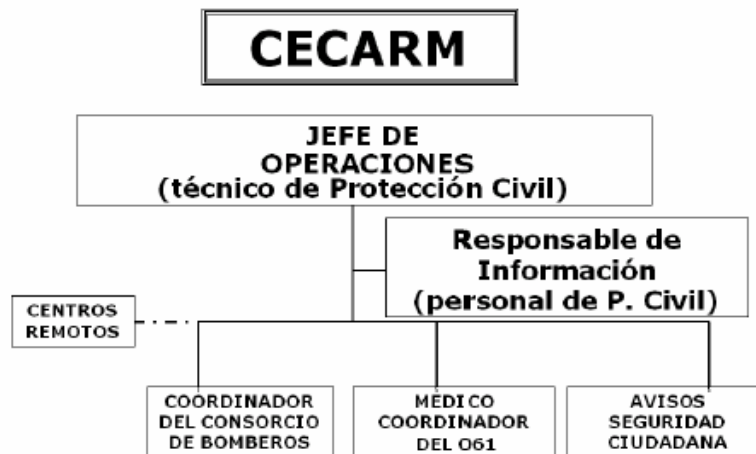 CECARM
JEFE DE
OPERACIONES
(técnico de Protección Civil)
Responsable de
Información
(personal de P. Civil)
CENTROS
REMOTOS
COORDINADOR
DEL CONSORCIO
DE BOMBEROS
MÉDICO
COORDINADOR
DEL 061
AVISOS
SEGURIDAD
CIUDADANA